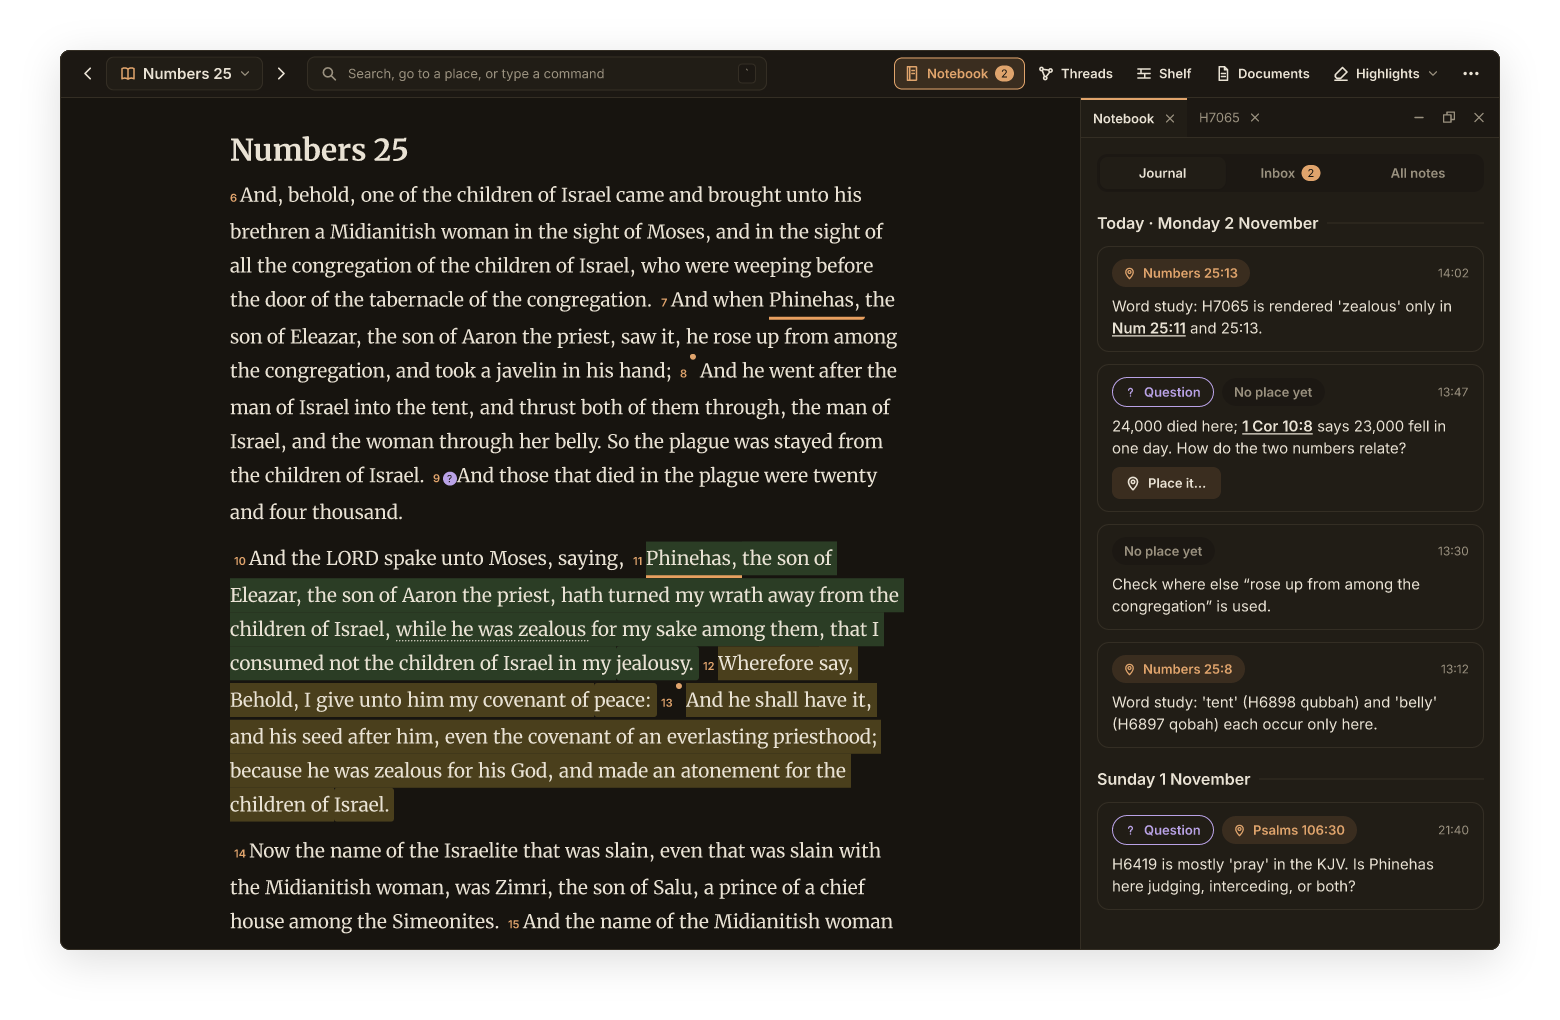 Numbers 25
Search, go to a place, or type a command
Notebook 2
Threads
Shelf
Documents
Highlights
Numbers 25
6 And, behold, one of the children of Israel came and brought unto his
brethren a Midianitish woman in the sight of Moses, and in the sight of
all the congregation of the children of Israel, who were weeping before
the door of the tabernacle of the congregation. 7 And when Phinehas, the
son of Eleazar, the son of Aaron the priest, saw it, he rose up from among
the congregation, and took a javelin in his hand; 8 And he went after the
man of Israel into the tent, and thrust both of them through, the man of
Israel, and the woman through her belly. So the plague was stayed from
the children of Israel. 9 ? And those that died in the plague were twenty
and four thousand.
10 And the LORD spake unto Moses, saying, 11 Phinehas, the son of
Eleazar, the son of Aaron the priest, hath turned my wrath away from the
children of Israel, while he was zealous for my sake among them, that I
consumed not the children of Israel in my jealousy. 12 Wherefore say,
Behold, I give unto him my covenant of peace: 13 And he shall have it,
and his seed after him, even the covenant of an everlasting priesthood;
because he was zealous for his God, and made an atonement for the
children of Israel.
14 Now the name of the Israelite that was slain, even that was slain with
the Midianitish woman, was Zimri, the son of Salu, a prince of a chief
house among the Simeonites. 15 And the name of the Midianitish woman
Notebook
H7065
Journal
Inbox 2
All notes
Today · Monday 2 November
Numbers 25:13
14:02
Word study: H7065 is rendered 'zealous' only in
Num 25:11 and 25:13.
? Question
No place yet
13:47
24,000 died here; 1 Cor 10:8 says 23,000 fell in
one day. How do the two numbers relate?
Place it…
No place yet
13:30
Check where else “rose up from among the
congregation” is used.
Numbers 25:8
13:12
Word study: 'tent' (H6898 qubbah) and 'belly'
(H6897 qobah) each occur only here.
Sunday 1 November
? Question
Psalms 106:30
21:40
H6419 is mostly 'pray' in the KJV. Is Phinehas
here judging, interceding, or both?